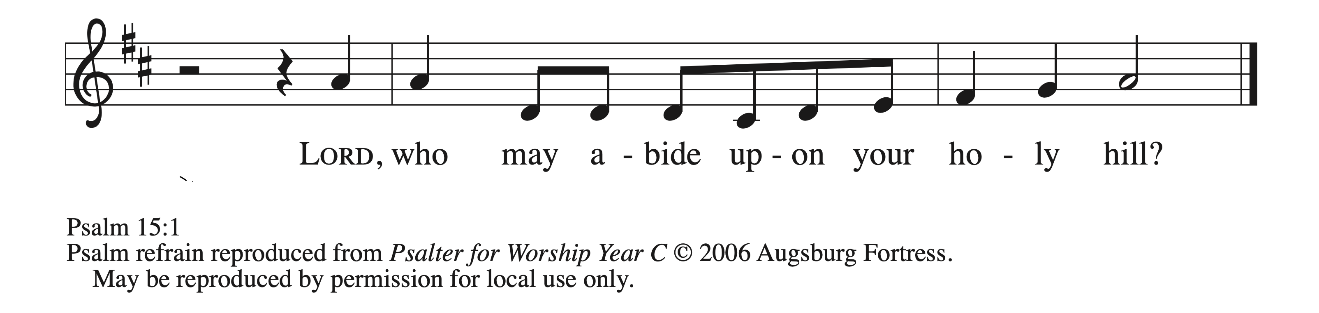 LORD, who may a - bide up - on your ho - ly hill?
Psalm 15:1
Psalm refrain reproduced from Psalter for Worship Year C © 2006 Augsburg Fortress.
May be reproduced by permission for local use only.